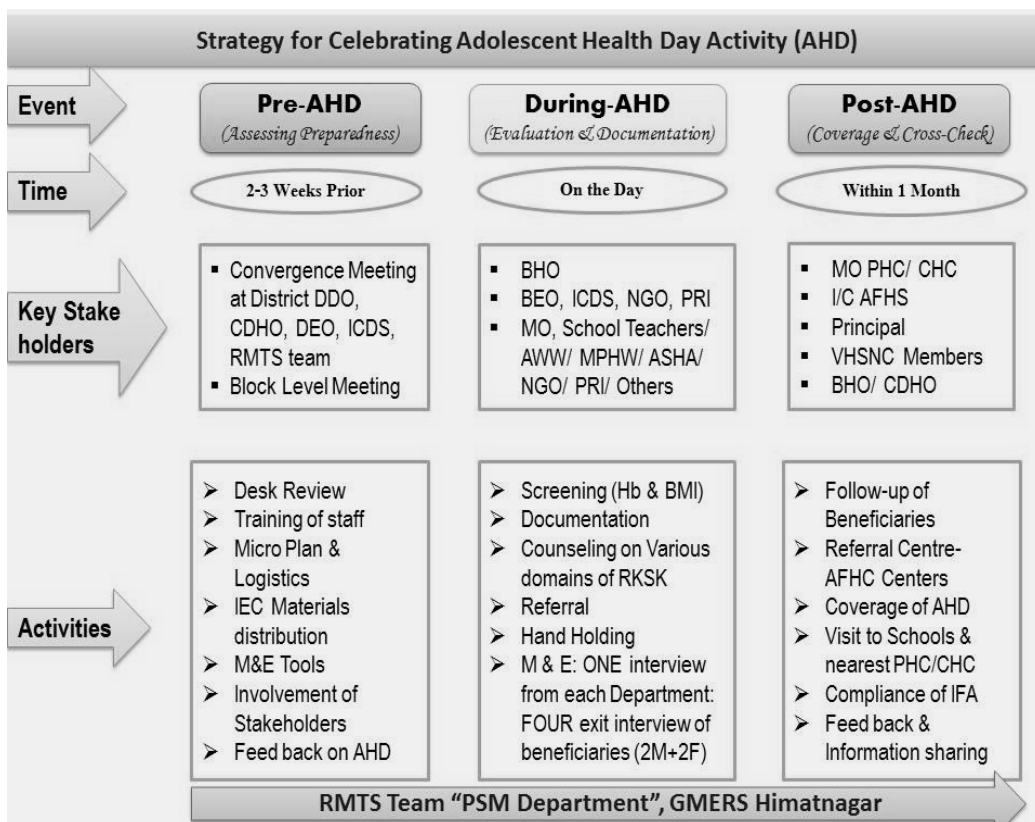 Strategy for Celebrating Adolescent Health Day Activity (AHD)
Event
Pre-AHD
(Assessing Preparedness)
During-AHD
(Evaluation & Documentation)
Post-AHD
(Coverage & Cross-Check)
Time
2-3 Weeks Prior
On the Day
Within 1 Month
Key Stake
holders
▪ Convergence Meeting
at District DDO,
CDHO, DEO, ICDS,
RMTS team
▪ Block Level Meeting
▪ BHO
▪ BEO, ICDS, NGO, PRI
▪ MO, School Teachers/
AWW/ MPHW/ ASHA/
NGO/ PRI/ Others
▪ MO PHC/ CHC
▪ I/C AFHS
▪ Principal
▪ VHSNC Members
▪ BHO/ CDHO
Activities
➢ Desk Review
➢ Training of staff
➢ Micro Plan &
Logistics
➢ IEC Materials
distribution
➢ M&E Tools
➢ Involvement of
Stakeholders
➢ Feed back on AHD
➢ Screening (Hb & BMI)
➢ Documentation
➢ Counseling on Various
domains of RKSK
➢ Referral
➢ Hand Holding
➢ M & E: ONE interview
from each Department:
FOUR exit interview of
beneficiaries (2M+2F)
➢ Follow-up of
Beneficiaries
➢ Referral Centre-
AFHC Centers
➢ Coverage of AHD
➢ Visit to Schools &
nearest PHC/CHC
➢ Compliance of IFA
➢ Feed back &
Information sharing
RMTS Team “PSM Department”, GMERS Himatnagar